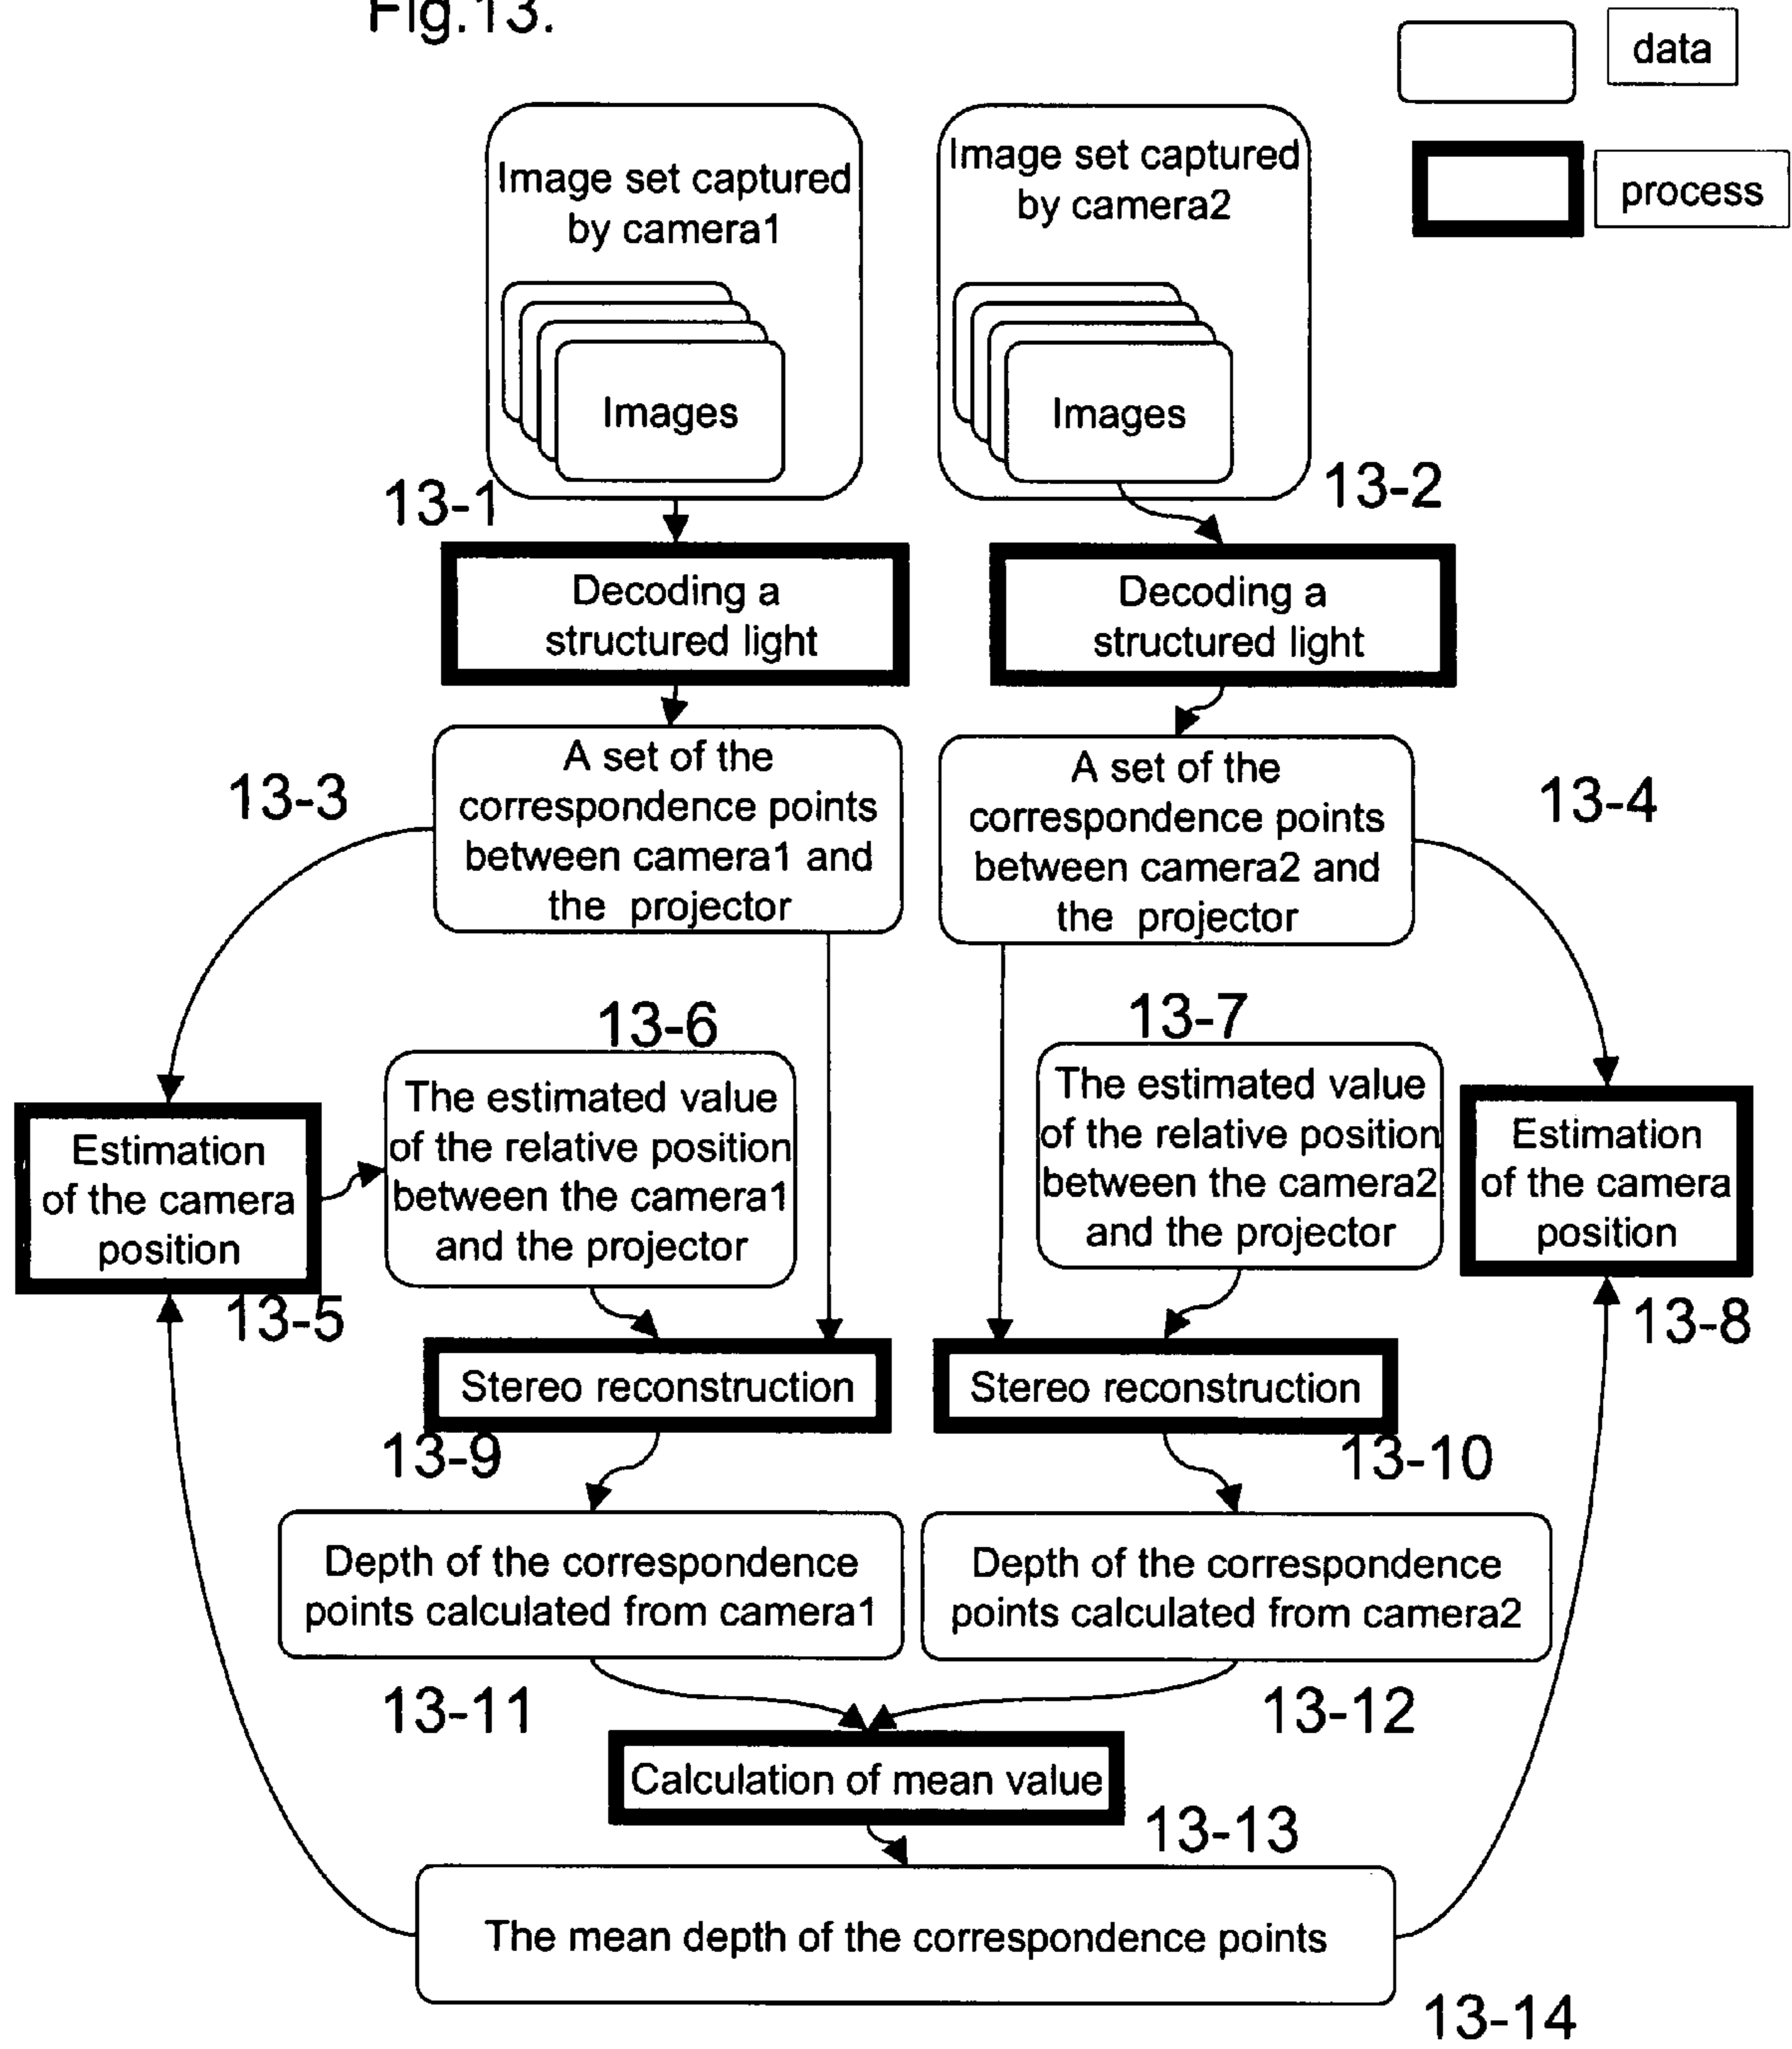 Fig.13.
data
process
Image set captured
by camera1
Images
Image set captured
by camera2
Images
13-1
13-2
Decoding a
structured light
Decoding a
structured light
13-3
A set of the
correspondence points
between camera1 and
the projector
A set of the
correspondence points
between camera2 and
the projector
13-4
13-6
13-7
Estimation
of the camera
position
13-5
The estimated value
of the relative position
between the camera1
and the projector
The estimated value
of the relative position
between the camera2
and the projector
Estimation
of the camera
position
13-8
Stereo reconstruction
Stereo reconstruction
13-9
13-10
Depth of the correspondence
points calculated from camera1
Depth of the correspondence
points calculated from camera2
13-11
13-12
Calculation of mean value
13-13
The mean depth of the correspondence points
13-14